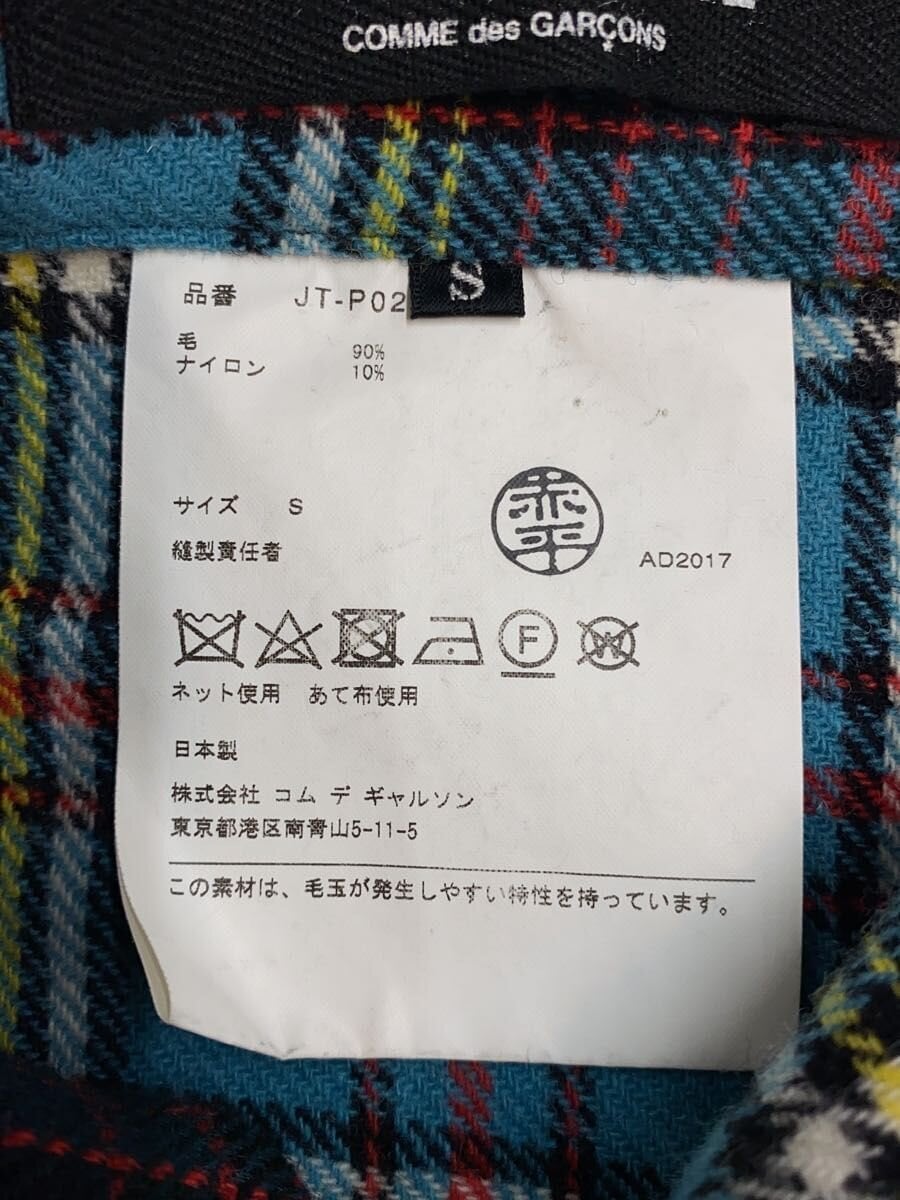 COMME des GARÇONS
S
品番 JT-P02
毛 90%
ナイロン 10%
サイズ S
赤平
縫製責任者
AD2017
F
W
ネット使用 あて布使用
日本製
株式会社 コム デ ギャルソン
東京都港区南青山5-11-5
この素材は、毛玉が発生しやすい特性を持っています。